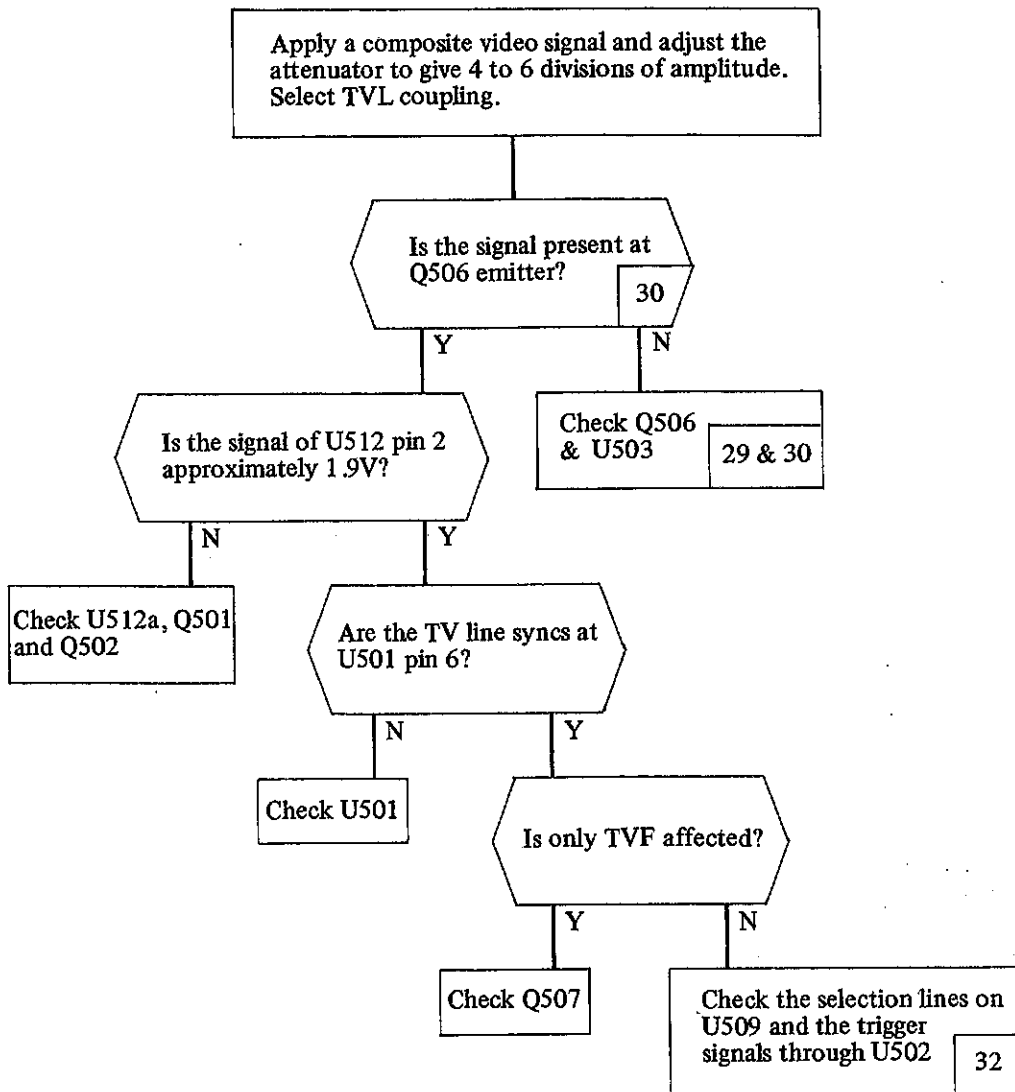 Apply a composite video signal and adjust the
attenuator to give 4 to 6 divisions of amplitude.
Select TVL coupling.
Is the signal present at
Q506 emitter?
30
Y
N
Is the signal of U512 pin 2
approximately 1.9V?
Check Q506
& U503
29 & 30
N
Y
Check U512a, Q501
and Q502
Are the TV line syncs at
U501 pin 6?
N
Y
Check U501
Is only TVF affected?
Y
N
Check Q507
Check the selection lines on
U509 and the trigger
signals through U502
32